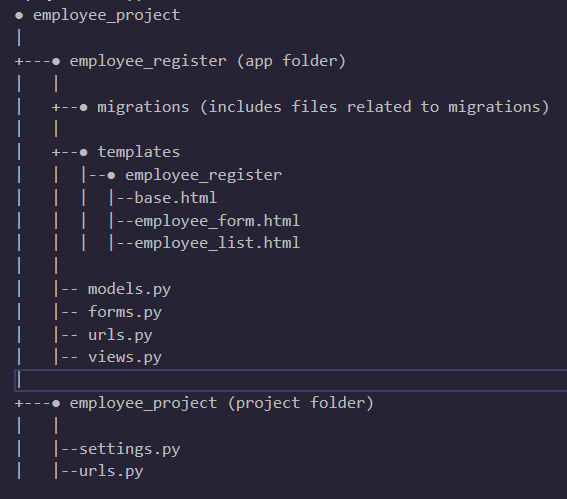 ● employee_project
|
+---● employee_register (app folder)
|   |
|   +--● migrations (includes files related to migrations)
|   |
|   +--● templates
|   |  |--● employee_register
|   |  |  |--base.html
|   |  |  |--employee_form.html
|   |  |  |--employee_list.html
|   |
|   |-- models.py
|   |-- forms.py
|   |-- urls.py
|   |-- views.py
|
+---● employee_project (project folder)
|   |
|   |--settings.py
|   |--urls.py